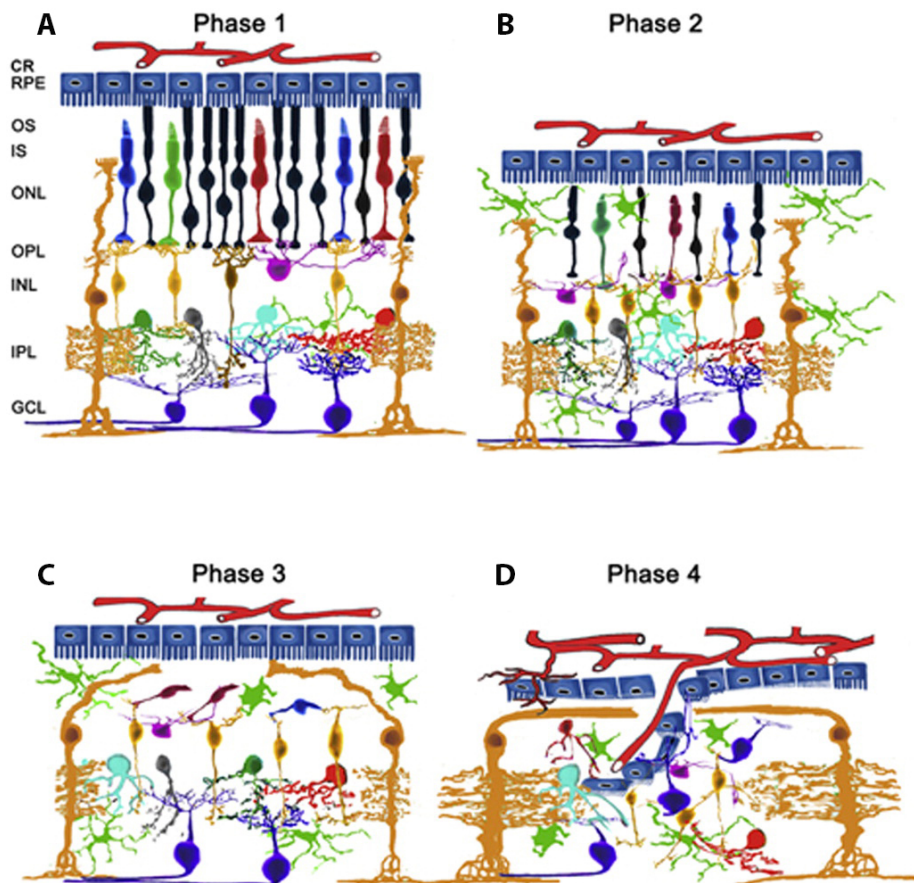 A Phase 1
B Phase 2
CR
RPE
OS
IS
ONL
OPL
INL
IPL
GCL
C Phase 3
D Phase 4